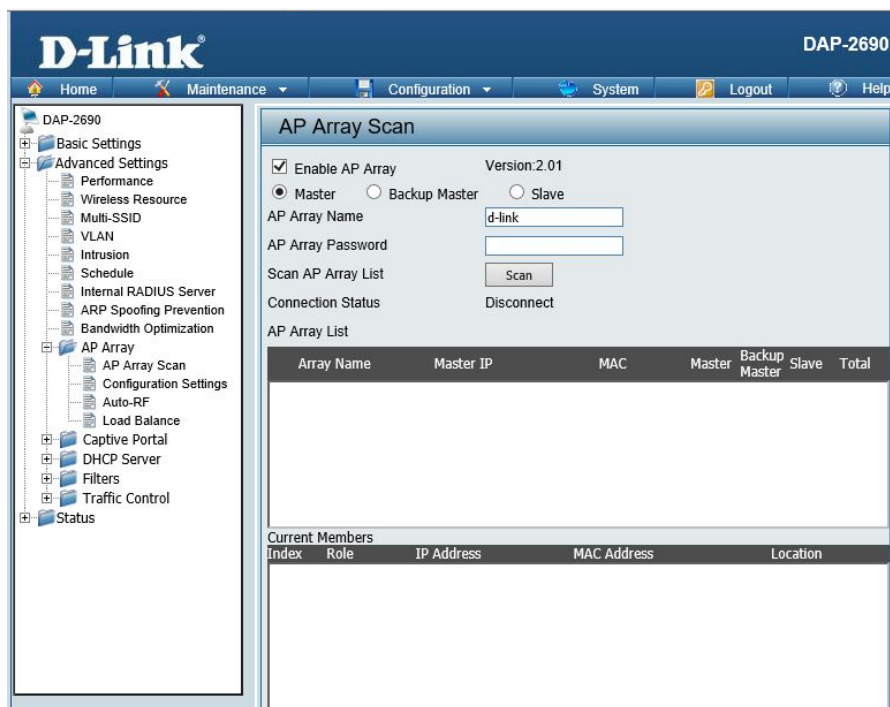 D-Link®
DAP-2690
Home Maintenance Configuration System Logout Help
DAP-2690
Basic Settings
Advanced Settings
Performance
Wireless Resource
Multi-SSID
VLAN
Intrusion
Schedule
Internal RADIUS Server
ARP Spoofing Prevention
Bandwidth Optimization
AP Array
AP Array Scan
Configuration Settings
Auto-RF
Load Balance
Captive Portal
DHCP Server
Filters
Traffic Control
Status
AP Array Scan
Enable AP Array Version:2.01
Master Backup Master Slave
AP Array Name d-link
AP Array Password
Scan AP Array List Scan
Connection Status Disconnect
AP Array List
Array Name Master IP MAC Master Backup Master Slave Total
Current Members
Index Role IP Address MAC Address Location